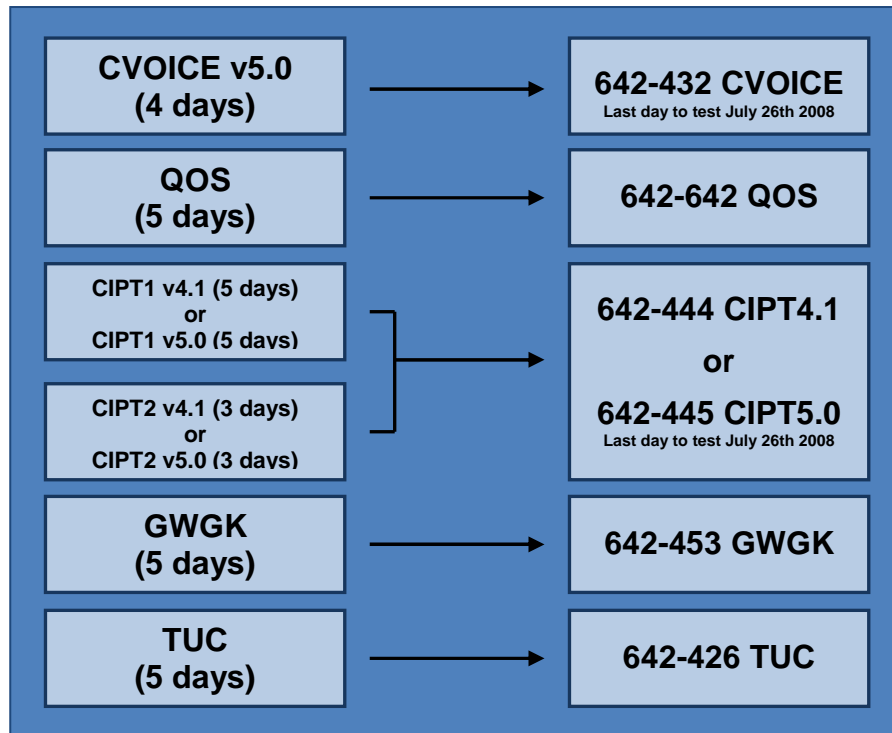 CVOICE v5.0
(4 days)
642-432 CVOICE
Last day to test July 26th 2008
QOS
(5 days)
642-642 QOS
CIPT1 v4.1 (5 days)
or
CIPT1 v5.0 (5 days)
CIPT2 v4.1 (3 days)
or
CIPT2 v5.0 (3 days)
642-444 CIPT4.1
or
642-445 CIPT5.0
Last day to test July 26th 2008
GWGK
(5 days)
642-453 GWGK
TUC
(5 days)
642-426 TUC